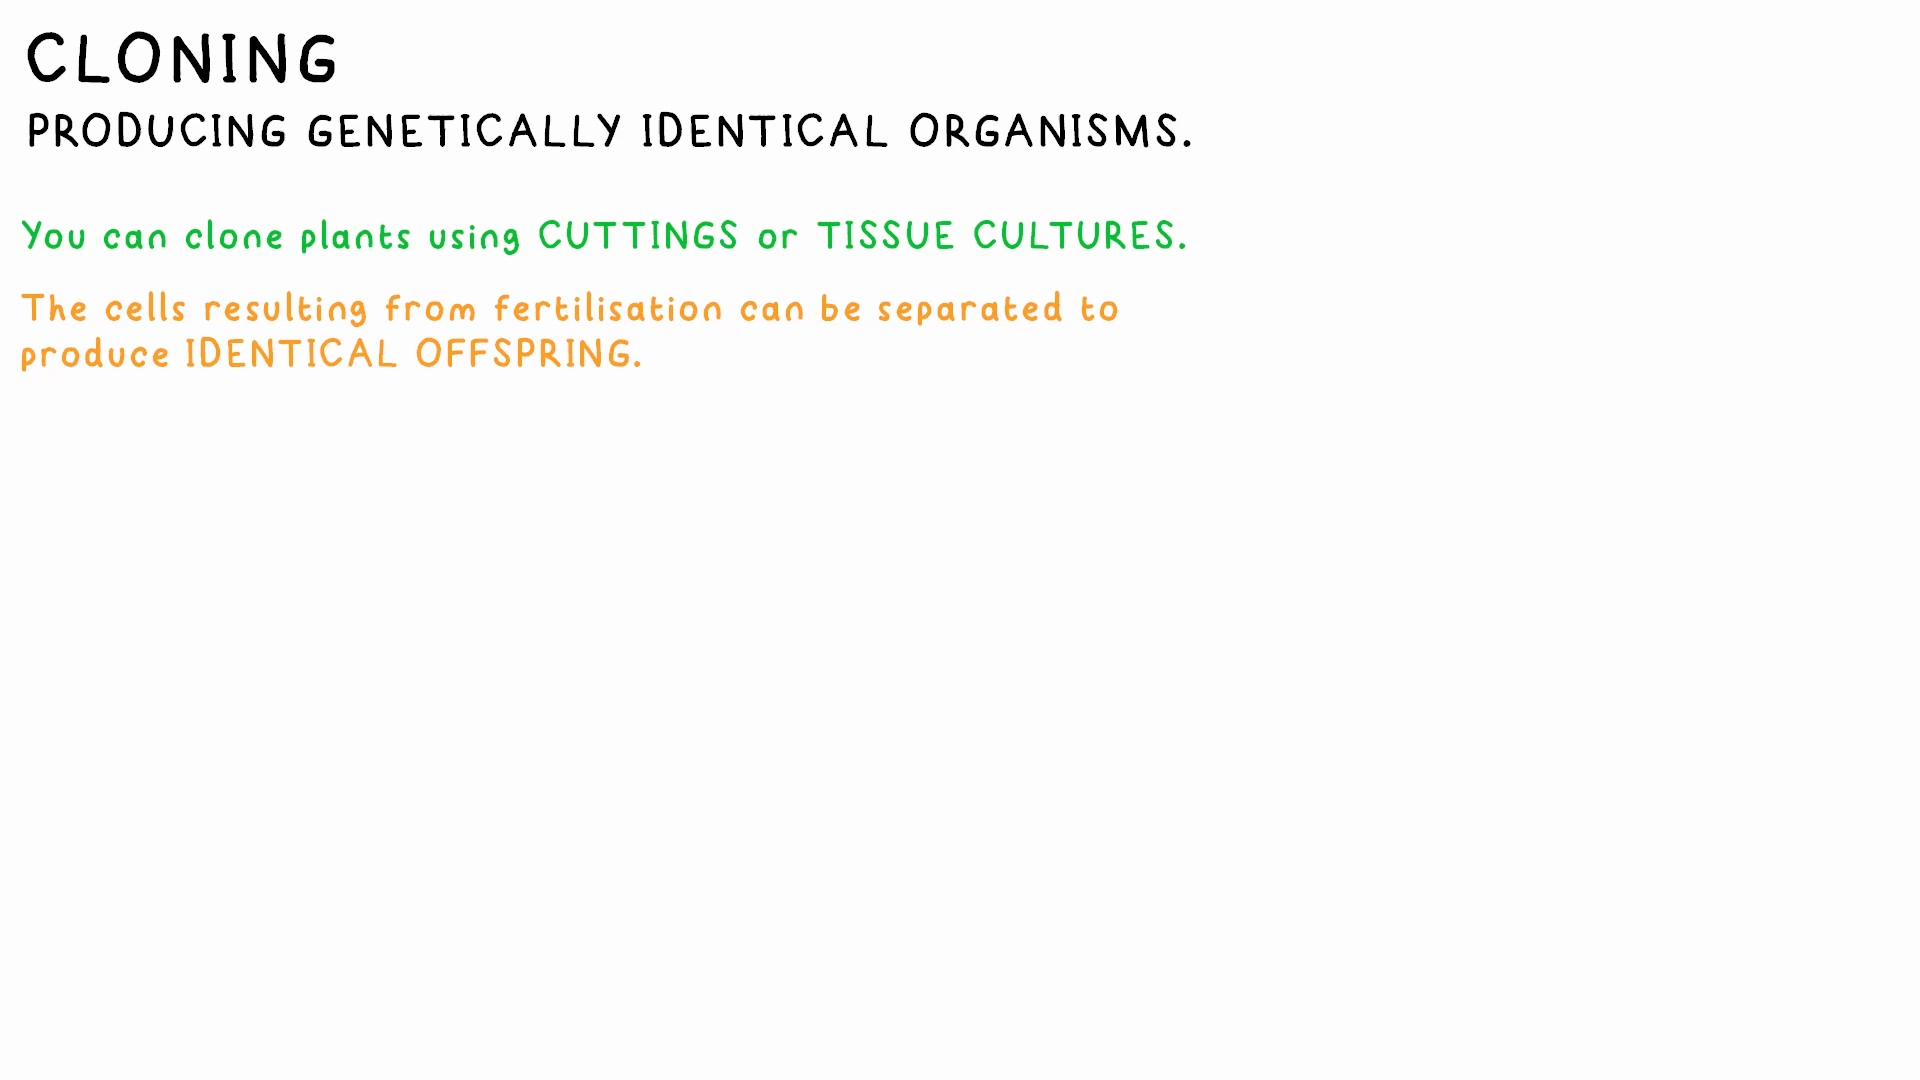 CLONING
PRODUCING GENETICALLY IDENTICAL ORGANISMS.
You can clone plants using CUTTINGS or TISSUE CULTURES.
The cells resulting from fertilisation can be separated to
produce IDENTICAL OFFSPRING.